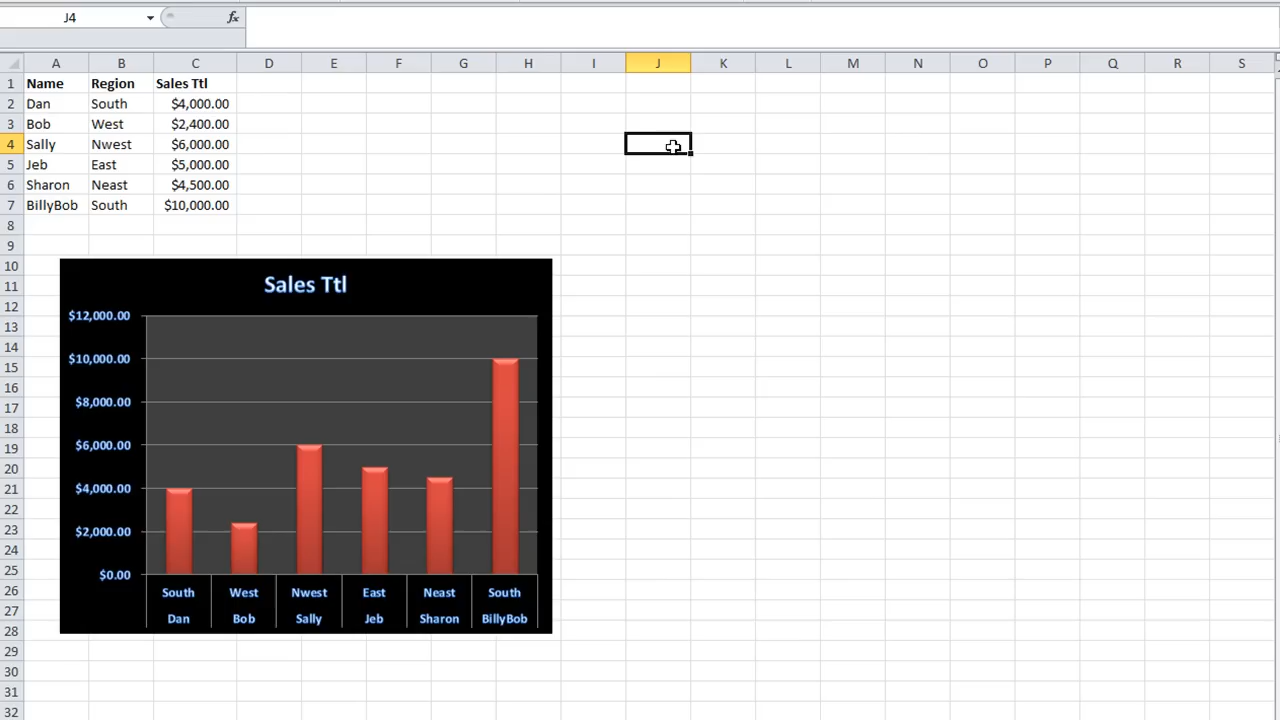 J4 fx
A B C D E F G H I J K L M N O P Q R S
1 Name Region Sales Ttl
2 Dan South $4,000.00
3 Bob West $2,400.00
4 Sally Nwest $6,000.00
5 Jeb East $5,000.00
6 Sharon Neast $4,500.00
7 BillyBob South $10,000.00
8
9
10
11
12
13
14
15
16
17
18
19
20
21
22
23
24
25
26
27
28
29
30
31
32
Sales Ttl
$12,000.00
$10,000.00
$8,000.00
$6,000.00
$4,000.00
$2,000.00
$0.00
South West Nwest East Neast South
Dan Bob Sally Jeb Sharon BillyBob